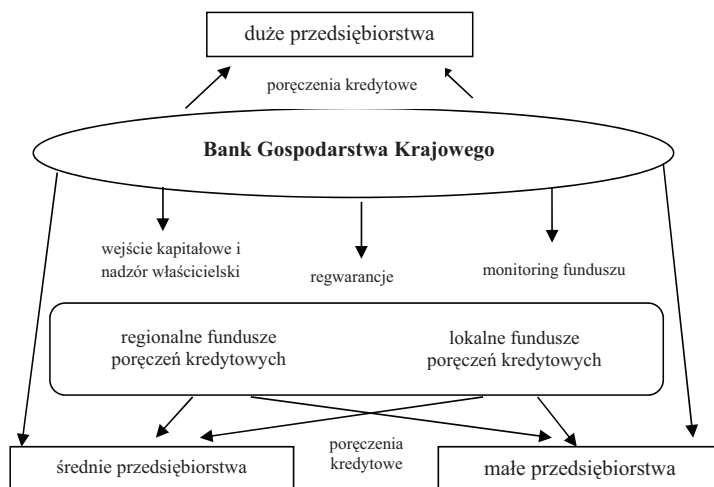 duże przedsiębiorstwa
poręczenia kredytowe
Bank Gospodarstwa Krajowego
wejście kapitałowe i
nadzór właścicielski
regwarancje
monitoring funduszu
regionalne fundusze
poręczeń kredytowych
lokalne fundusze
poręczeń kredytowych
poręczenia
kredytowe
średnie przedsiębiorstwa
małe przedsiębiorstwa